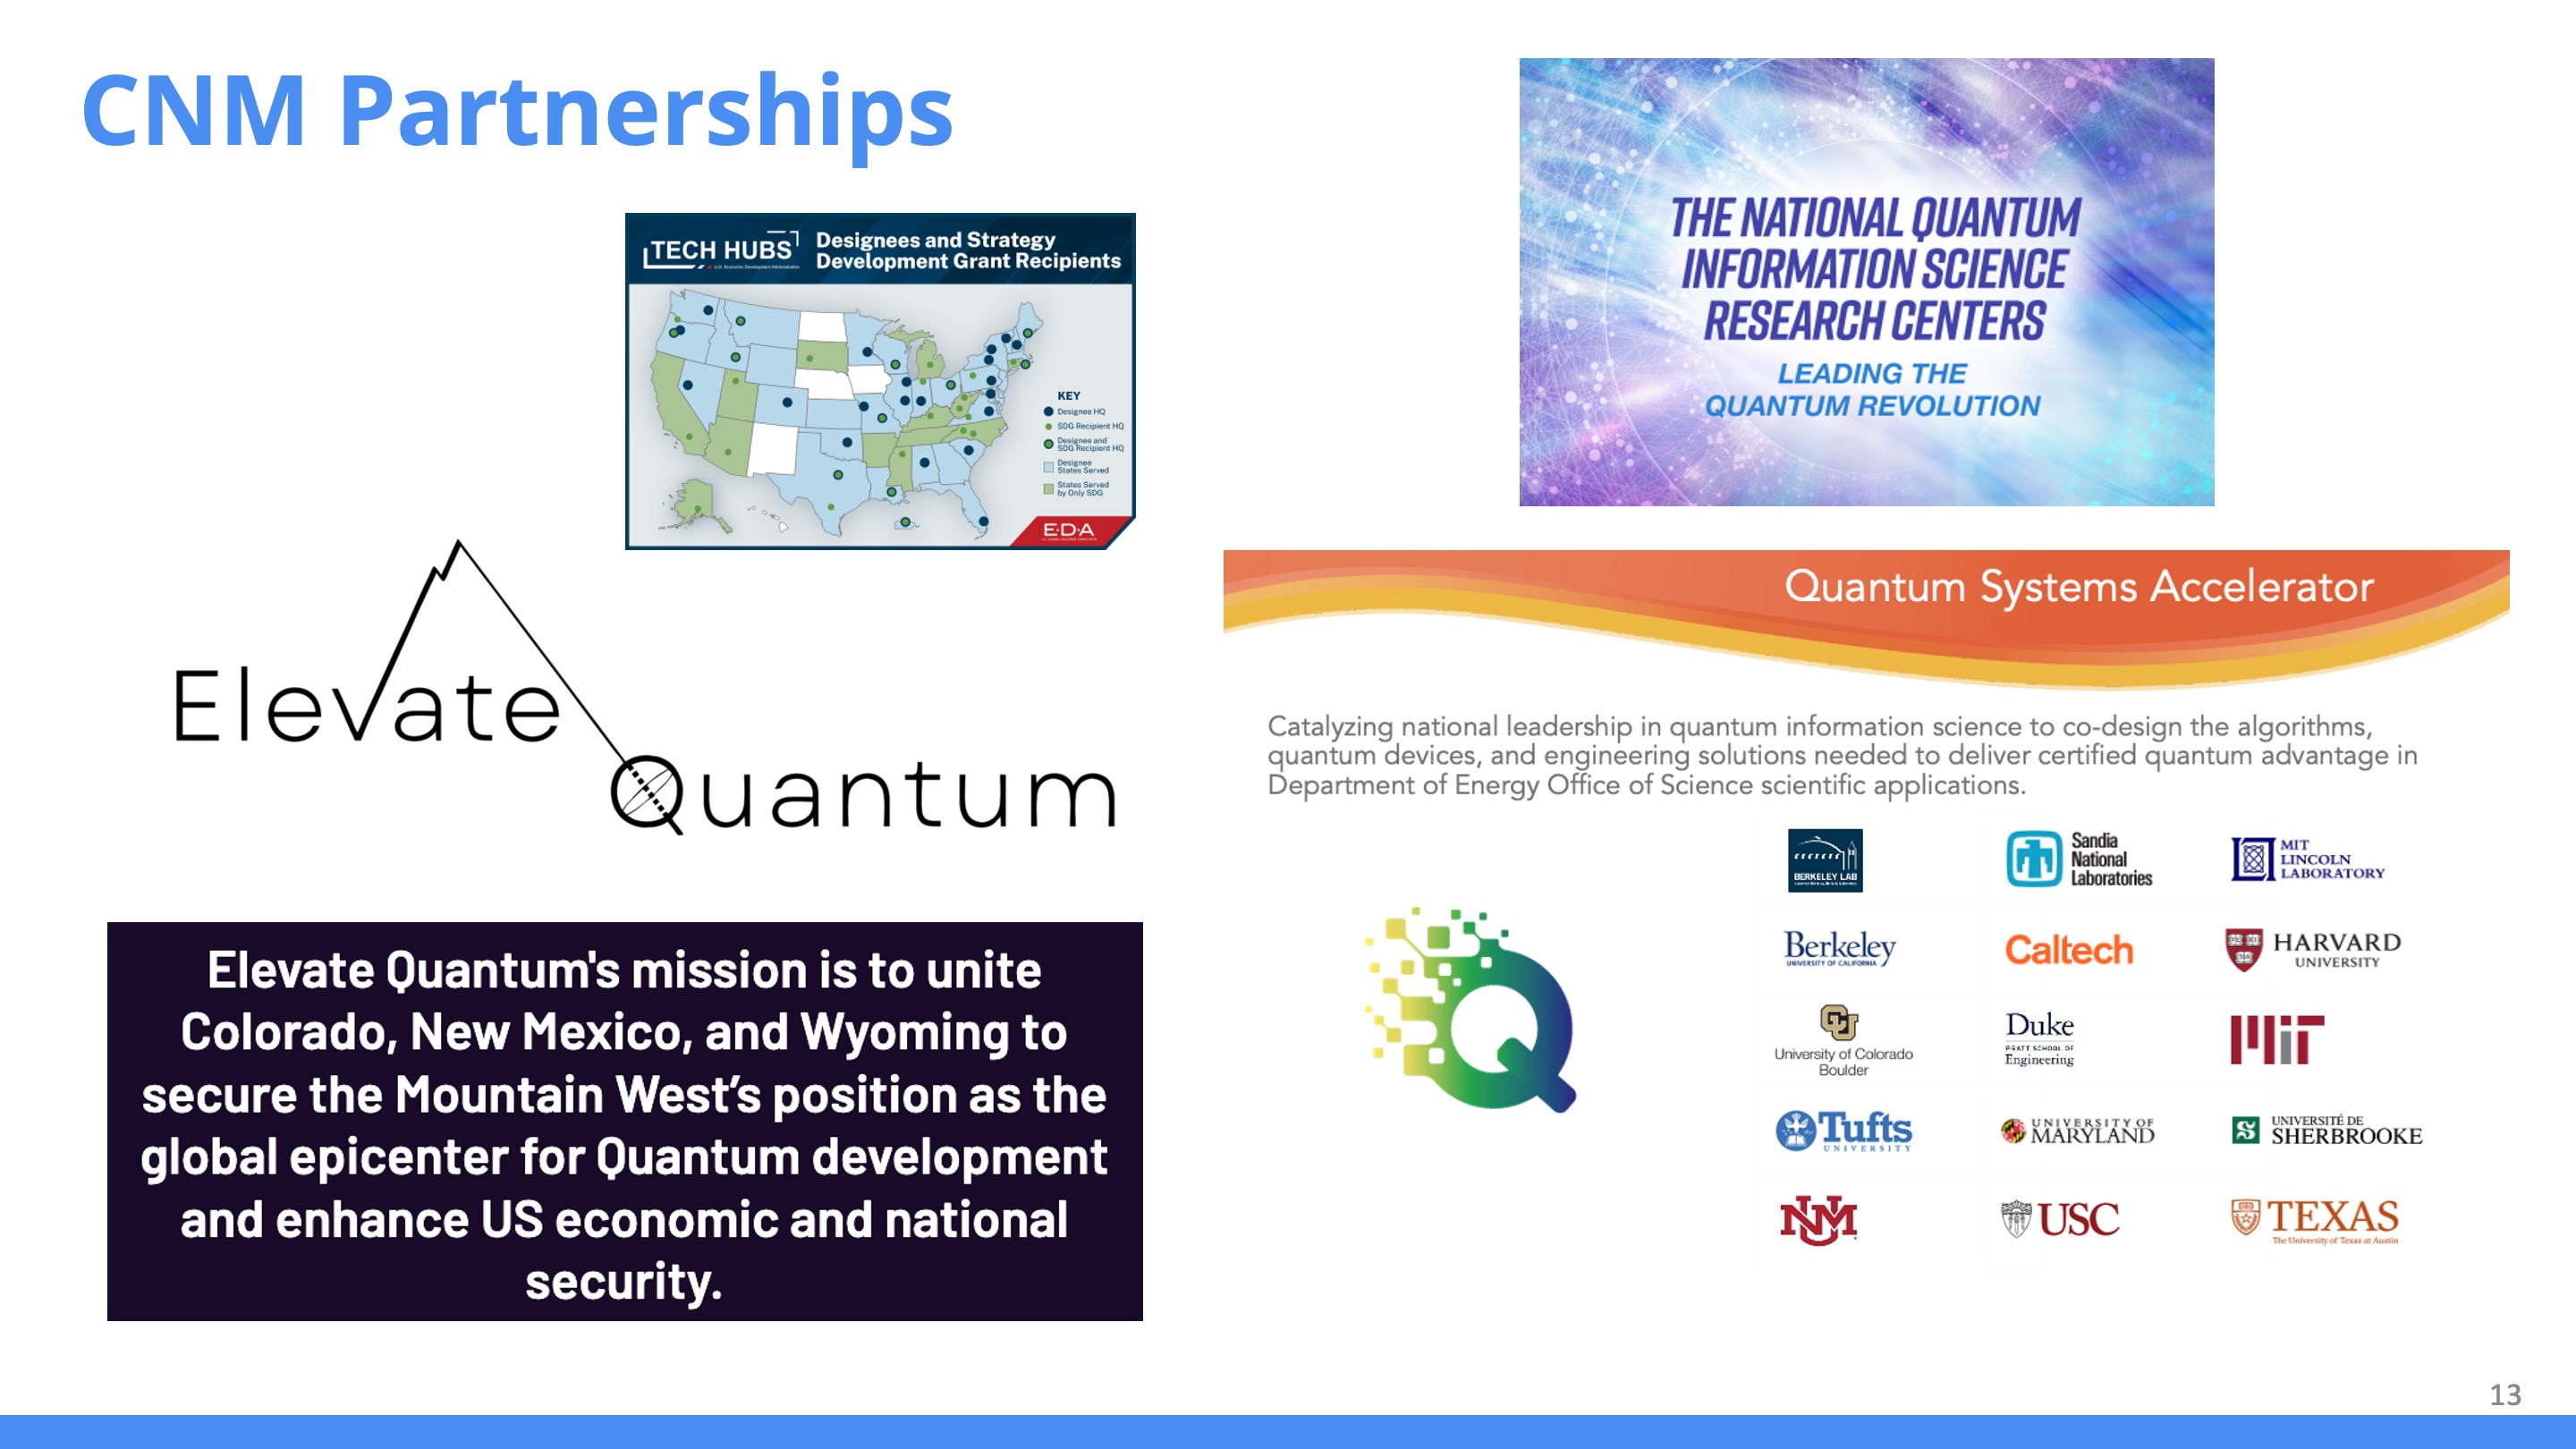 CNM Partnerships
TECH HUBS
U.S. Economic Development Administration
Designees and Strategy
Development Grant Recipients
KEY
Designee HQ
SDG Recipient HQ
Designee and
SDG Recipient HQ
Designee
States Served
States Served
by Only SDG
E·D·A
Elevate
Quantum
Elevate Quantum's mission is to unite
Colorado, New Mexico, and Wyoming to
secure the Mountain West’s position as the
global epicenter for Quantum development
and enhance US economic and national
security.
THE NATIONAL QUANTUM
INFORMATION SCIENCE
RESEARCH CENTERS
LEADING THE
QUANTUM REVOLUTION
Quantum Systems Accelerator
Catalyzing national leadership in quantum information science to co-design the algorithms,
quantum devices, and engineering solutions needed to deliver certified quantum advantage in
Department of Energy Office of Science scientific applications.
Q
BERKELEY LAB
Sandia
National
Laboratories
MIT
LINCOLN
LABORATORY
Berkeley
UNIVERSITY OF CALIFORNIA
Caltech
HARVARD
UNIVERSITY
CU
University of Colorado
Boulder
Duke
PRATT SCHOOL OF
Engineering
MIT
Tufts
UNIVERSITY
UNIVERSITY OF
MARYLAND
S
UNIVERSITÉ DE
SHERBROOKE
NM
USC
TEXAS
The University of Texas at Austin
13